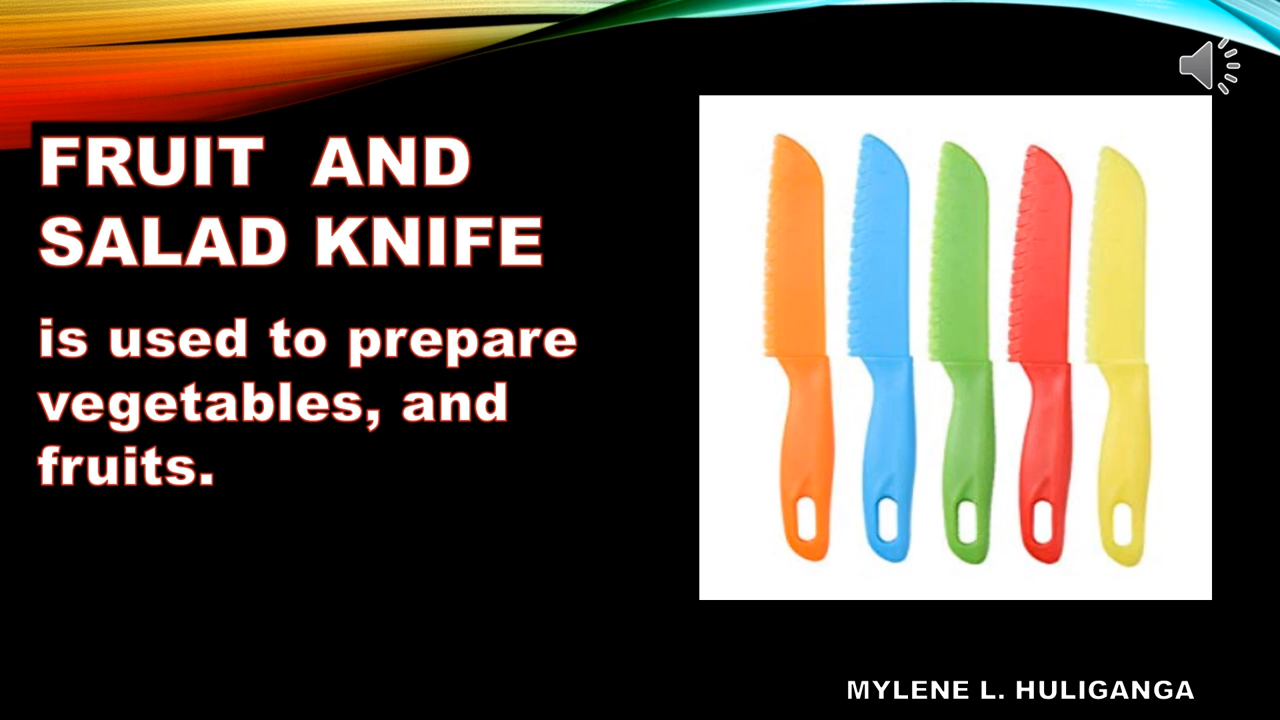 FRUIT AND
SALAD KNIFE
is used to prepare
vegetables, and
fruits.
MYLENE L. HULIGANGA